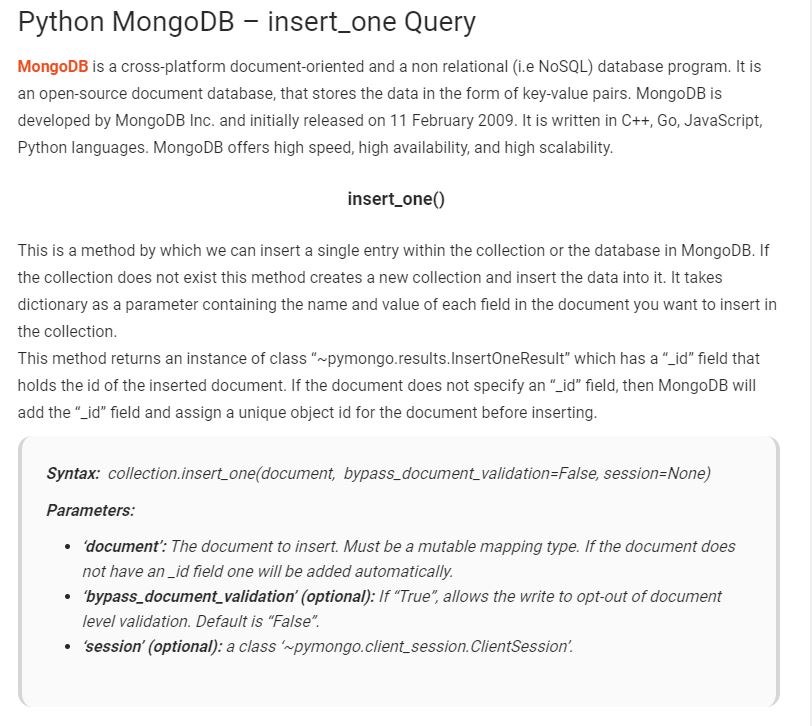 Python MongoDB – insert_one Query
MongoDB is a cross-platform document-oriented and a non relational (i.e NoSQL) database program. It is
an open-source document database, that stores the data in the form of key-value pairs. MongoDB is
developed by MongoDB Inc. and initially released on 11 February 2009. It is written in C++, Go, JavaScript,
Python languages. MongoDB offers high speed, high availability, and high scalability.
insert_one()
This is a method by which we can insert a single entry within the collection or the database in MongoDB. If
the collection does not exist this method creates a new collection and insert the data into it. It takes
dictionary as a parameter containing the name and value of each field in the document you want to insert in
the collection.
This method returns an instance of class “~pymongo.results.InsertOneResult” which has a “_id” field that
holds the id of the inserted document. If the document does not specify an “_id” field, then MongoDB will
add the “_id” field and assign a unique object id for the document before inserting.
Syntax: collection.insert_one(document, bypass_document_validation=False, session=None)
Parameters:
• ‘document’: The document to insert. Must be a mutable mapping type. If the document does
not have an _id field one will be added automatically.
• ‘bypass_document_validation’ (optional): If “True”, allows the write to opt-out of document
level validation. Default is “False”.
• ‘session’ (optional): a class ‘~pymongo.client_session.ClientSession’.